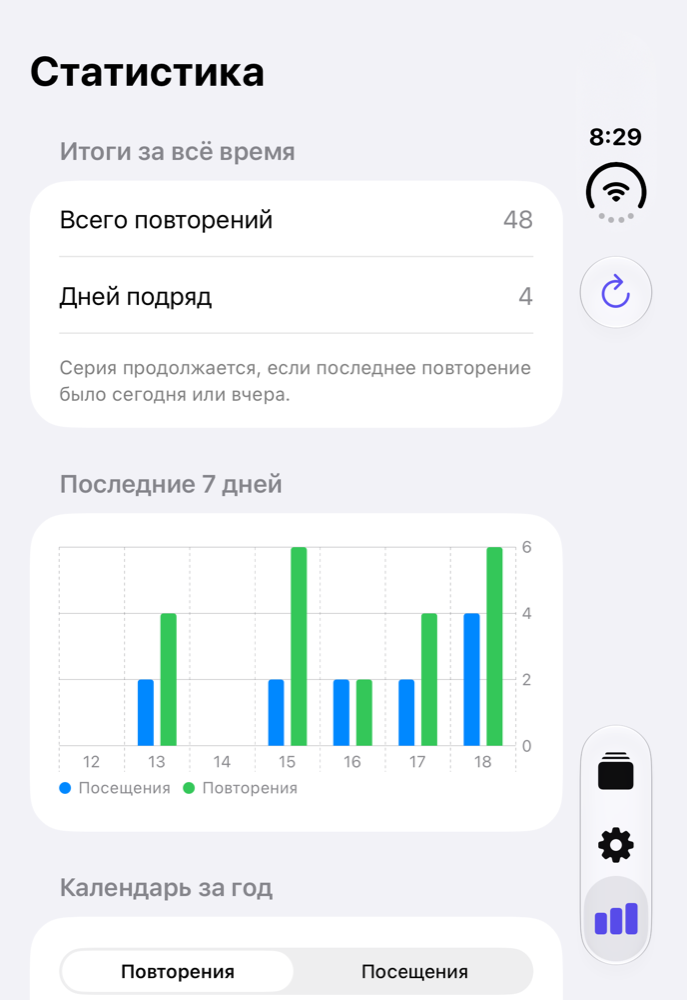 Статистика
8:29
Итоги за всё время
Всего повторений 48
Дней подряд 4
Серия продолжается, если последнее повторение
было сегодня или вчера.
Последние 7 дней
6
4
2
0
12 13 14 15 16 17 18
Посещения Повторения
Календарь за год
Повторения Посещения